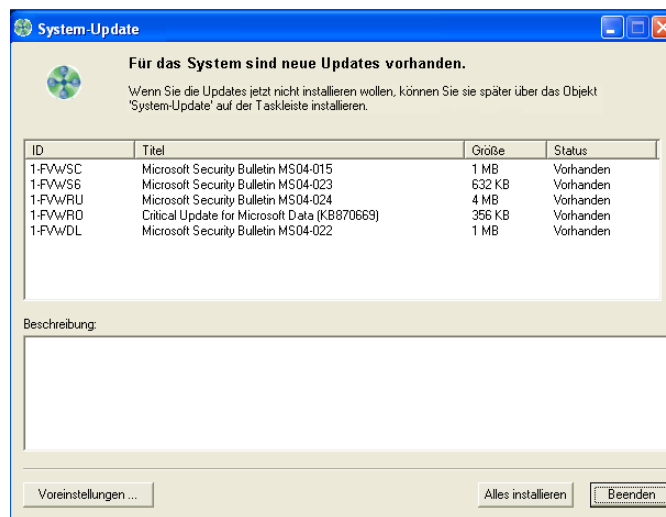 System-Update
Für das System sind neue Updates vorhanden.
Wenn Sie die Updates jetzt nicht installieren wollen, können Sie sie später über das Objekt
'System-Update' auf der Taskleiste installieren.
ID Titel Größe Status
1-FVWSC Microsoft Security Bulletin MS04-015 1 MB Vorhanden
1-FVWS6 Microsoft Security Bulletin MS04-023 632 KB Vorhanden
1-FVWRU Microsoft Security Bulletin MS04-024 4 MB Vorhanden
1-FVWRO Critical Update for Microsoft Data (KB870669) 356 KB Vorhanden
1-FVWDL Microsoft Security Bulletin MS04-022 1 MB Vorhanden
Beschreibung:
Voreinstellungen ... Alles installieren Beenden